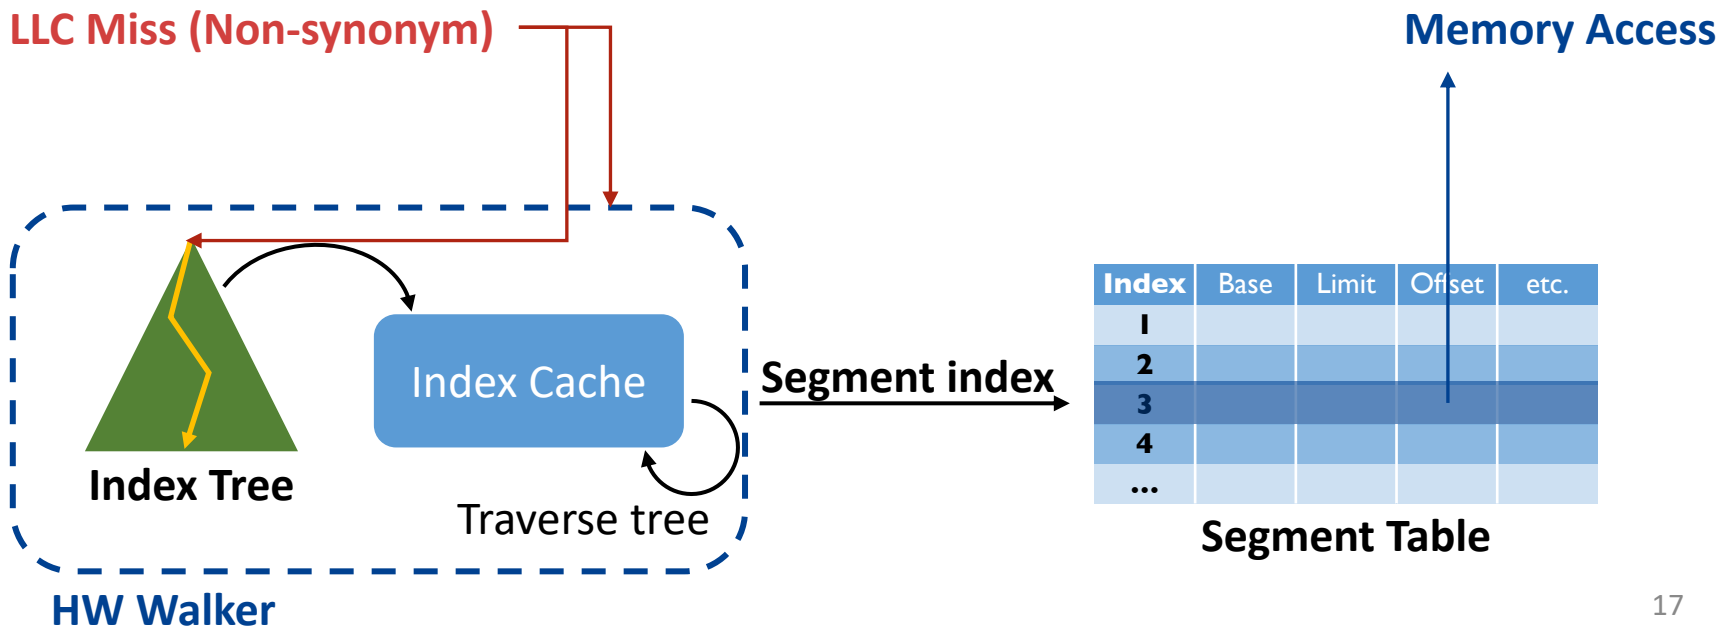 LLC Miss (Non-synonym)
Memory Access
Index Tree
Index Cache
Traverse tree
HW Walker
Segment index
Index Base Limit Offset etc.
1
2
3
4
...
Segment Table
17